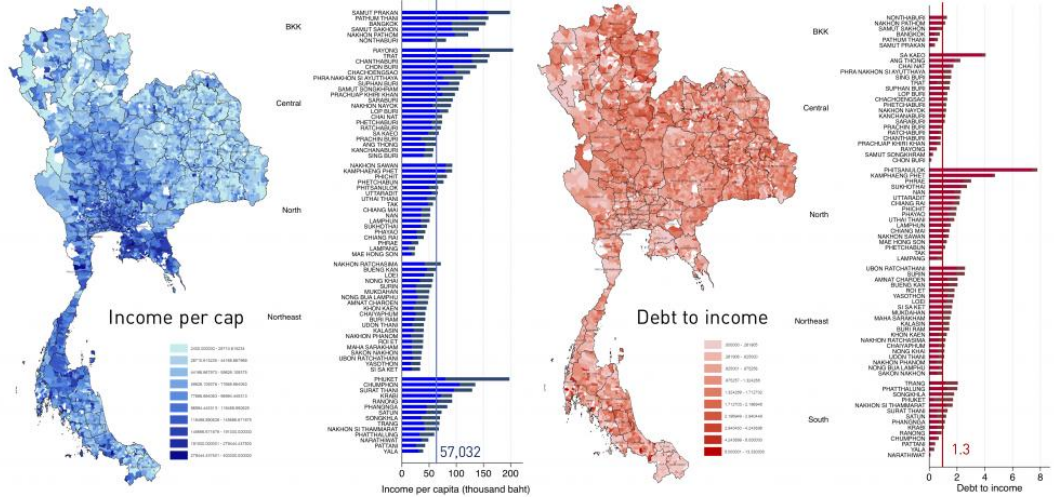 BKK
SAMUT PRAKAN
PATHUM THANI
BANGKOK
SAMUT SAKHON
NAKHON PATHOM
NONTHABURI
Central
RAYONG
TRAT
CHANTHABURI
CHON BURI
CHACHOENGSAO
PHRA NAKHON SI AYUTTHAYA
SUPHAN BURI
SAMUT SONGKHRAM
PRACHUAP KHIRI KHAN
SARABURI
NAKHON NAYOK
LOP BURI
CHAI NAT
PHETCHABURI
RATCHABURI
SA KAEO
PRACHIN BURI
ANG THONG
KANCHANABURI
SING BURI
North
NAKHON SAWAN
KAMPHAENG PHET
PHICHIT
PHETCHABUN
PHITSANULOK
UTTARADIT
UTHAI THANI
TAK
CHIANG MAI
NAN
LAMPHUN
SUKHOTHAI
PHAYAO
CHIANG RAI
PHRAE
LAMPANG
MAE HONG SON
Northeast
NAKHON RATCHASIMA
BUENG KAN
LOEI
NONG KHAI
SURIN
MUKDAHAN
NONG BUA LAMPHU
AMNAT CHAROEN
KHON KAEN
CHAIYAPHUM
BURI RAM
UDON THANI
KALASIN
NAKHON PHANOM
ROI ET
MAHA SARAKHAM
SAKON NAKHON
UBON RATCHATHANI
YASOTHON
SI SA KET
PHUKET
CHUMPHON
SURAT THANI
KRABI
RANONG
PHANGNGA
SATUN
SONGKHLA
TRANG
NAKHON SI THAMMARAT
PHATTHALUNG
NARATHIWAT
PATTANI
YALA
57,032
0 50 100 150 200
Income per capita (thousand baht)
Income per cap
BKK
NONTHABURI
NAKHON PATHOM
SAMUT SAKHON
BANGKOK
PATHUM THANI
SAMUT PRAKAN
Central
SA KAEO
ANG THONG
CHAI NAT
PHRA NAKHON SI AYUTTHAYA
SING BURI
TRAT
SUPHAN BURI
LOP BURI
CHACHOENGSAO
PHETCHABURI
NAKHON NAYOK
KANCHANABURI
SARABURI
PRACHIN BURI
RATCHABURI
CHANTHABURI
PRACHUAP KHIRI KHAN
RAYONG
SAMUT SONGKHRAM
CHON BURI
North
PHITSANULOK
KAMPHAENG PHET
PHRAE
SUKHOTHAI
NAN
UTTARADIT
CHIANG RAI
PHICHIT
PHAYAO
UTHAI THANI
LAMPHUN
CHIANG MAI
NAKHON SAWAN
MAE HONG SON
PHETCHABUN
TAK
LAMPANG
Northeast
UBON RATCHATHANI
SURIN
AMNAT CHAROEN
BUENG KAN
ROI ET
YASOTHON
LOEI
SI SA KET
MUKDAHAN
MAHA SARAKHAM
KALASIN
BURI RAM
KHON KAEN
NAKHON RATCHASIMA
CHAIYAPHUM
NONG KHAI
UDON THANI
NAKHON PHANOM
NONG BUA LAMPHU
SAKON NAKHON
South
TRANG
PHATTHALUNG
SONGKHLA
PHUKET
NAKHON SI THAMMARAT
SURAT THANI
SATUN
PHANGNGA
KRABI
RANONG
CHUMPHON
PATTANI
YALA
NARATHIWAT
1.3
0 2 4 6 8
Debt to income
Debt to income